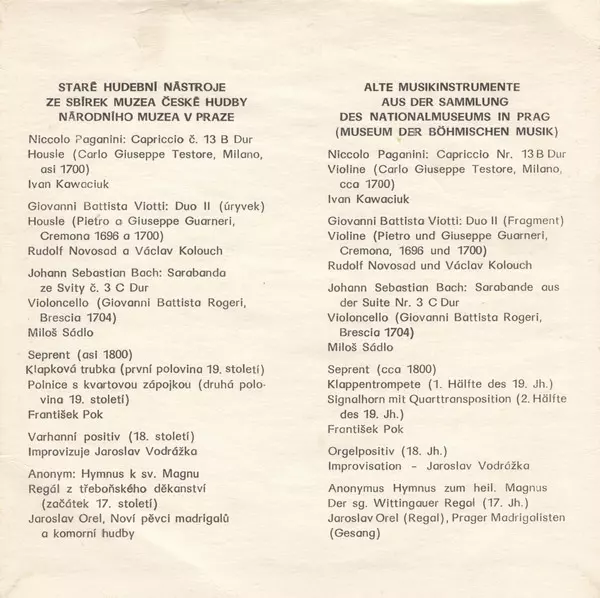 STARÉ HUDEBNÍ NÁSTROJE
ZE SBÍREK MUZEA ČESKÉ HUDBY
NÁRODNÍHO MUZEA V PRAZE
Niccolo Paganini: Capriccio č. 13 B Dur
Housle (Carlo Giuseppe Testore, Milano,
asi 1700)
Ivan Kawaciuk
Giovanni Battista Viotti: Duo II (úryvek)
Housle (Pietro a Giuseppe Guarneri,
Cremona 1696 a 1700)
Rudolf Novosad a Václav Kolouch
Johann Sebastian Bach: Sarabanda
ze Svity č. 3 C Dur
Violoncello (Giovanni Battista Rogeri,
Brescia 1704)
Miloš Sádlo
Seprent (asi 1800)
Klapková trubka (první polovina 19. století)
Polnice s kvartovou zápojkou (druhá polo-
vina 19. století)
František Pok
Varhanní positiv (18. století)
Improvizuje Jaroslav Vodrážka
Anonym: Hymnus k sv. Magnu
Regál z třeboňského děkanství
(začátek 17. století)
Jaroslav Orel, Noví pěvci madrigalů
a komorní hudby
ALTE MUSIKINSTRUMENTE
AUS DER SAMMLUNG
DES NATIONALMUSEUMS IN PRAG
(MUSEUM DER BÖHMISCHEN MUSIK)
Niccolo Paganini: Capriccio Nr. 13 B Dur
Violine (Carlo Giuseppe Testore, Milano,
cca 1700)
Ivan Kawaciuk
Giovanni Battista Viotti: Duo II (Fragment)
Violine (Pietro und Giuseppe Guarneri,
Cremona, 1696 und 1700)
Rudolf Novosad und Václav Kolouch
Johann Sebastian Bach: Sarabande aus
der Suite Nr. 3 C Dur
Violoncello (Giovanni Battista Rogeri,
Brescia 1704)
Miloš Sádlo
Seprent (cca 1800)
Klappentrompete (1. Hälfte des 19. Jh.)
Signalhorn mit Quarttransposition (2. Hälfte
des 19. Jh.)
František Pok
Orgelpositiv (18. Jh.)
Improvisation – Jaroslav Vodrážka
Anonymus Hymnus zum heil. Magnus
Der sg. Wittingauer Regal (17. Jh.)
Jaroslav Orel (Regal), Prager Madrigalisten
(Gesang)